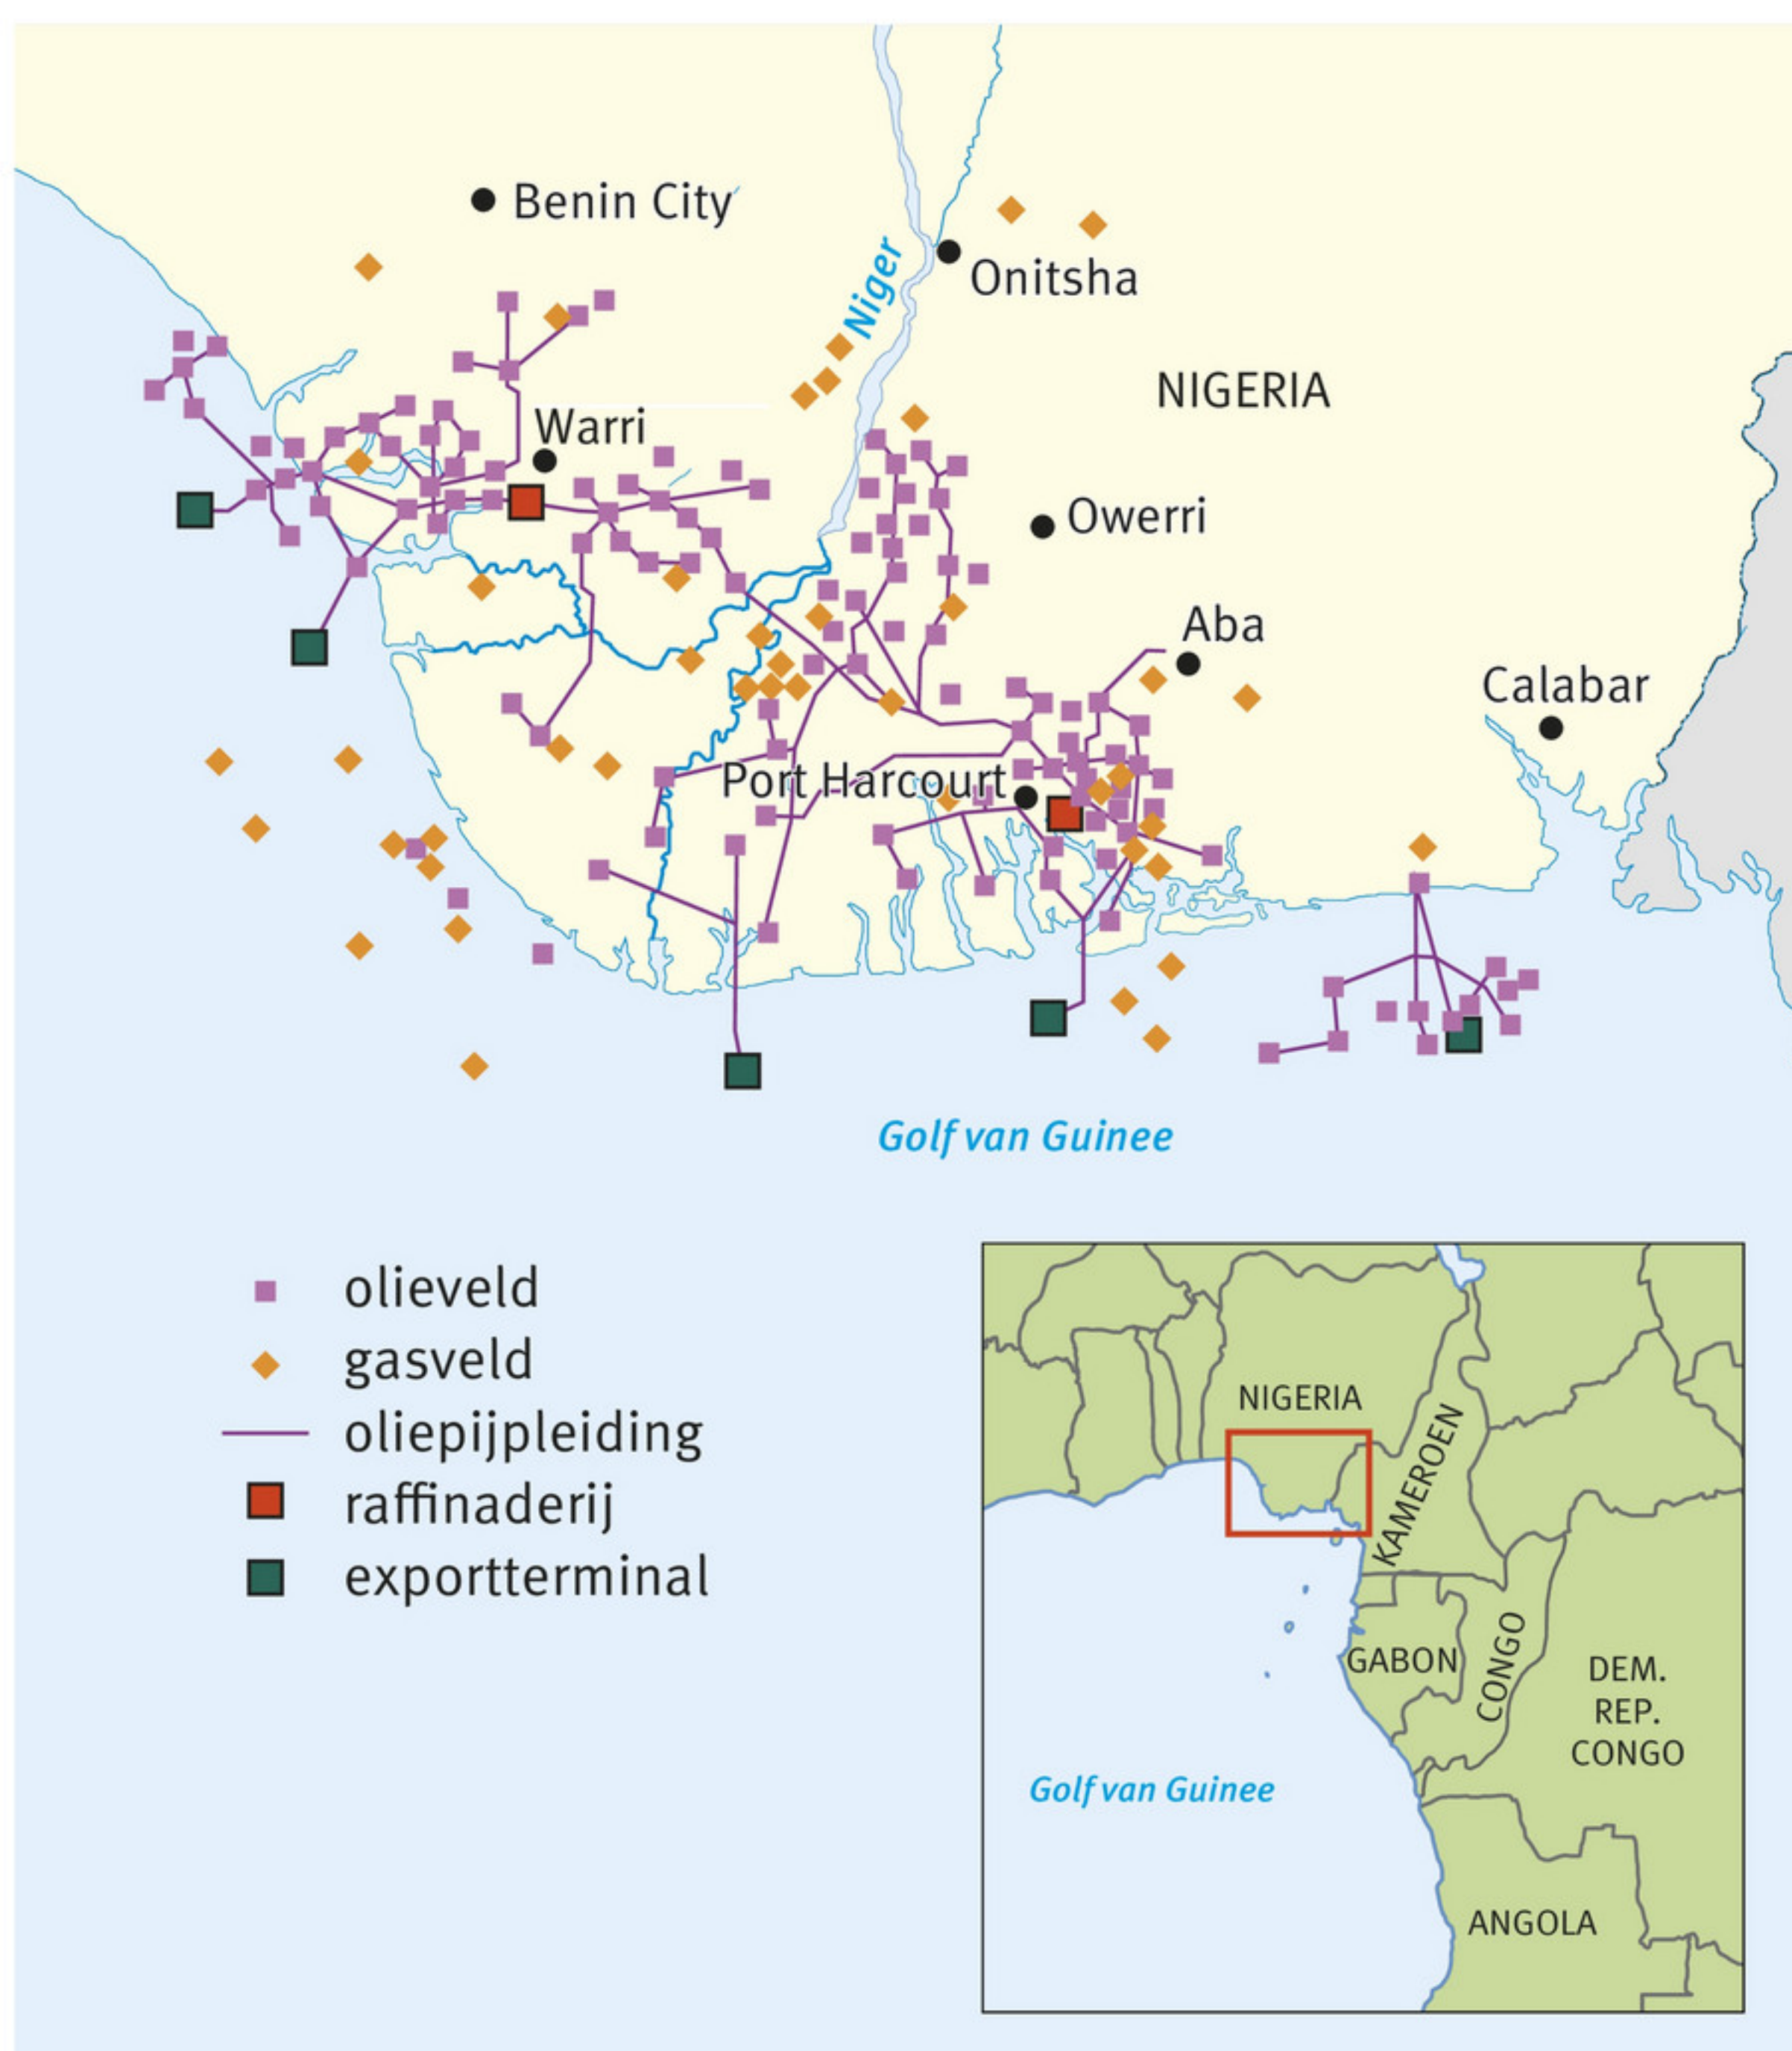 Benin City
Niger
Onitsha
NIGERIA
Warri
Owerri
Aba
Calabar
Port Harcourt
Golf van Guinee
olieveld
gasveld
oliepijpleiding
raffinaderij
exportterminal
NIGERIA
KAMEROEN
GABON
CONGO
DEM.
REP.
CONGO
Golf van Guinee
ANGOLA